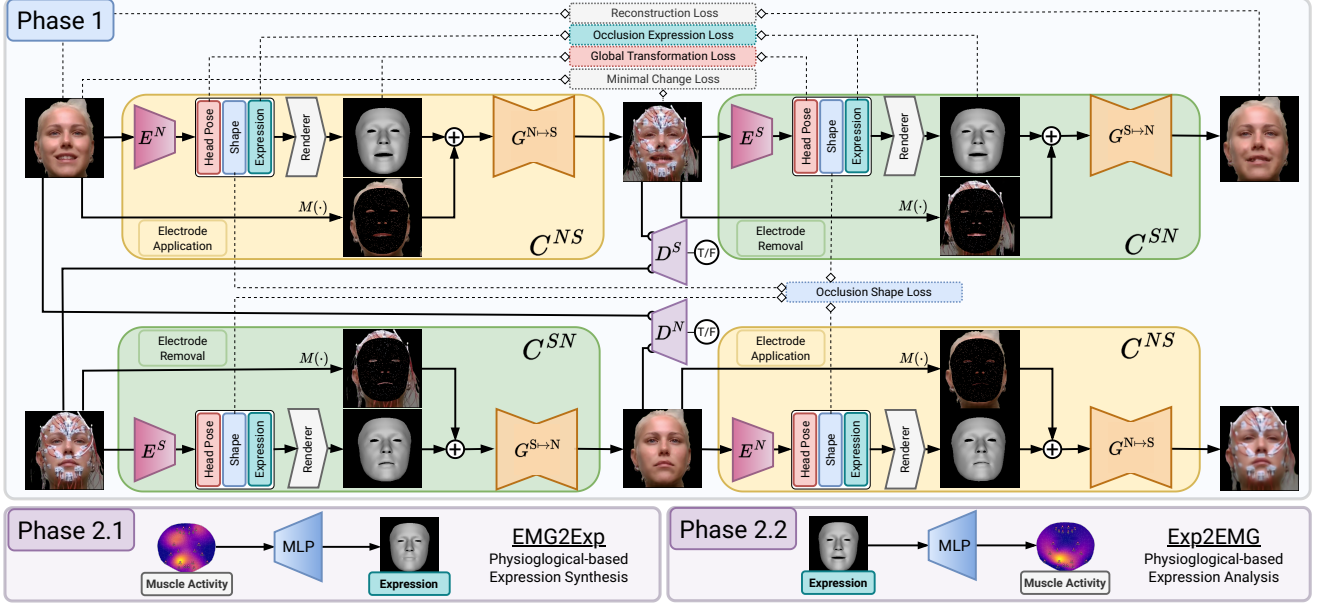 Phase 1
Reconstruction Loss
Occlusion Expression Loss
Global Transformation Loss
Minimal Change Loss
E^N
Head Pose
Shape
Expression
Renderer
G^{N↦S}
M(·)
Electrode
Application
C^{NS}
E^S
Head Pose
Shape
Expression
Renderer
G^{S↦N}
M(·)
Electrode
Removal
C^{SN}
D^S
T/F
Occlusion Shape Loss
D^N
T/F
Electrode
Removal
M(·)
C^{SN}
E^S
Head Pose
Shape
Expression
Renderer
G^{S↦N}
Electrode
Application
M(·)
C^{NS}
E^N
Head Pose
Shape
Expression
Renderer
G^{N↦S}
Phase 2.1
Muscle Activity
MLP
Expression
EMG2Exp
Physioglogical-based
Expression Synthesis
Phase 2.2
Expression
MLP
Muscle Activity
Exp2EMG
Physioglogical-based
Expression Analysis